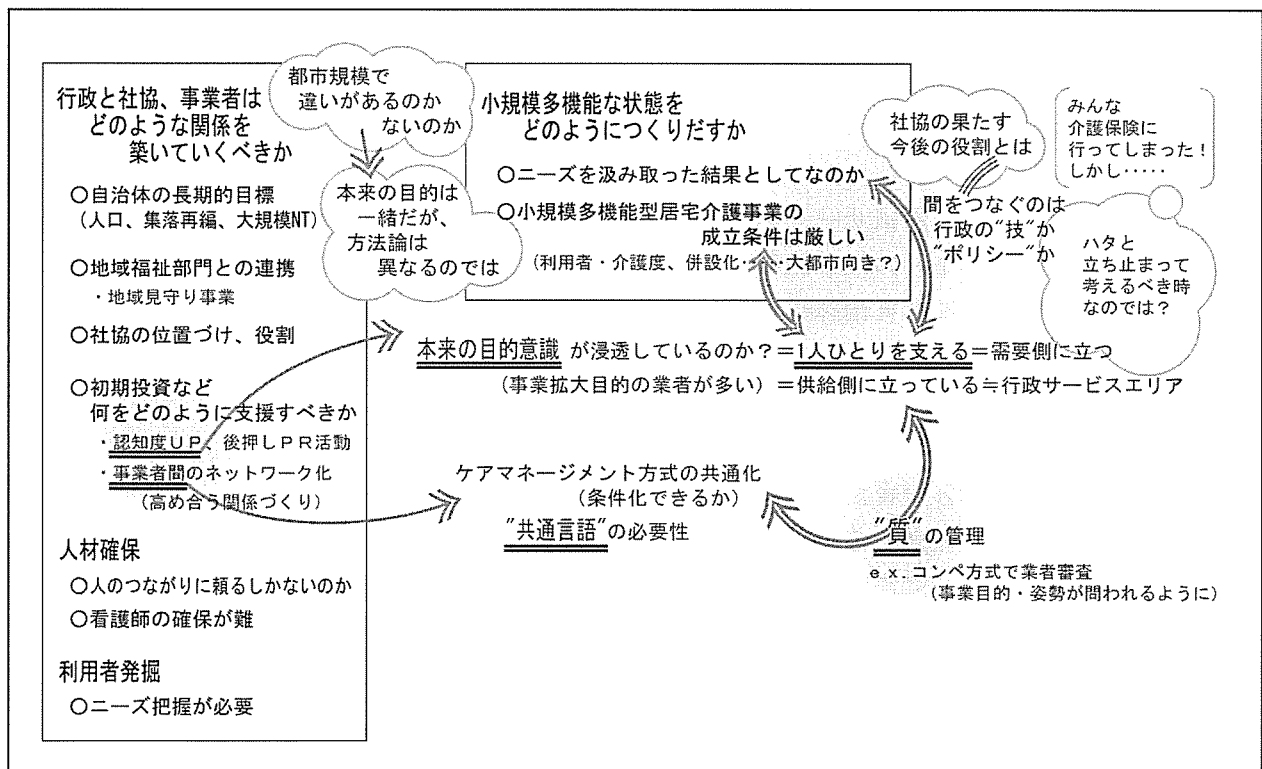 行政と社協、事業者は
どのような関係を
築いていくべきか
○自治体の長期的目標
(人口、集落再編、大規模NT)
○地域福祉部門との連携
・地域見守り事業
○社協の位置づけ、役割
○初期投資など
何をどのように支援すべきか
・認知度ＵＰ、後押しＰＲ活動
・事業者間のネットワーク化
(高め合う関係づくり)
人材確保
○人のつながりに頼るしかないのか
○看護師の確保が難
利用者発掘
○ニーズ把握が必要
都市規模で
違いがあるのか
ないのか
本来の目的は
一緒だが、
方法論は
異なるのでは
小規模多機能な状態を
どのようにつくりだすか
○ニーズを汲み取った結果としてなのか
○小規模多機能型居宅介護事業の
成立条件は厳しい
(利用者・介護度、併設化・・・・・大都市向き？)
社協の果たす
今後の役割とは
間をつなぐのは
行政の"技"か
"ポリシー"か
みんな
介護保険に
行ってしまった！
しかし・・・・・
ハタと
立ち止まって
考えるべき時
なのでは？
本来の目的意識 が浸透しているのか？＝1人ひとりを支える＝需要側に立つ
(事業拡大目的の業者が多い) ＝供給側に立っている≒行政サービスエリア
ケアマネージメント方式の共通化
(条件化できるか)
"共通言語"の必要性
"質"の管理
ｅｘ.コンペ方式で業者審査
(事業目的・姿勢が問われるように)